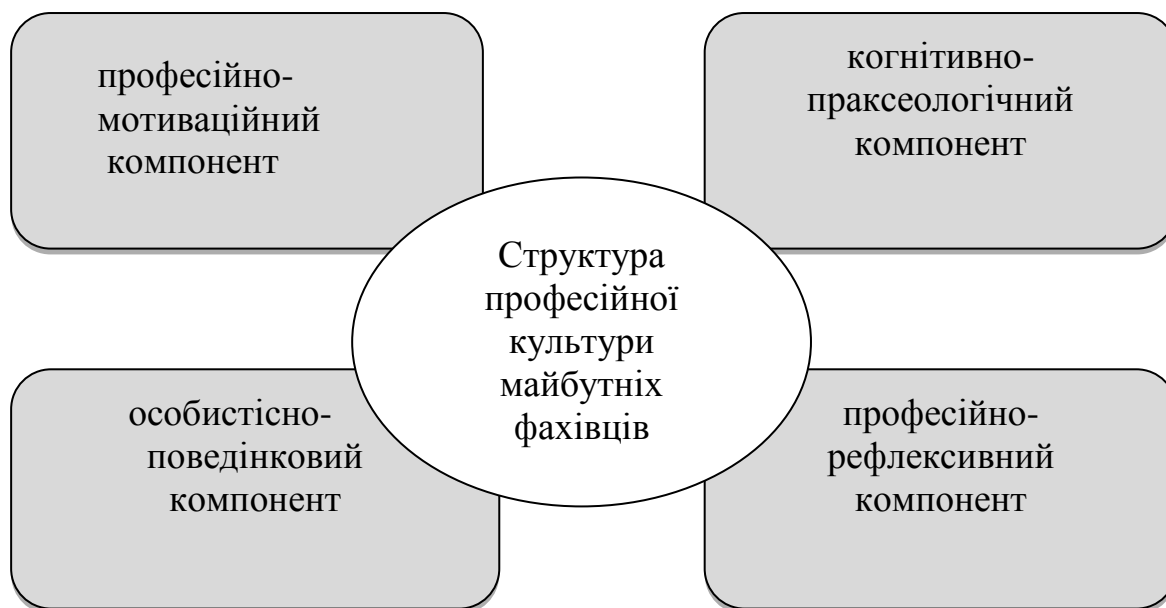 професійно-
мотиваційний
компонент
когнітивно-
праксеологічний
компонент
Структура
професійної
культури
майбутніх
фахівців
особистісно-
поведінковий
компонент
професійно-
рефлексивний
компонент